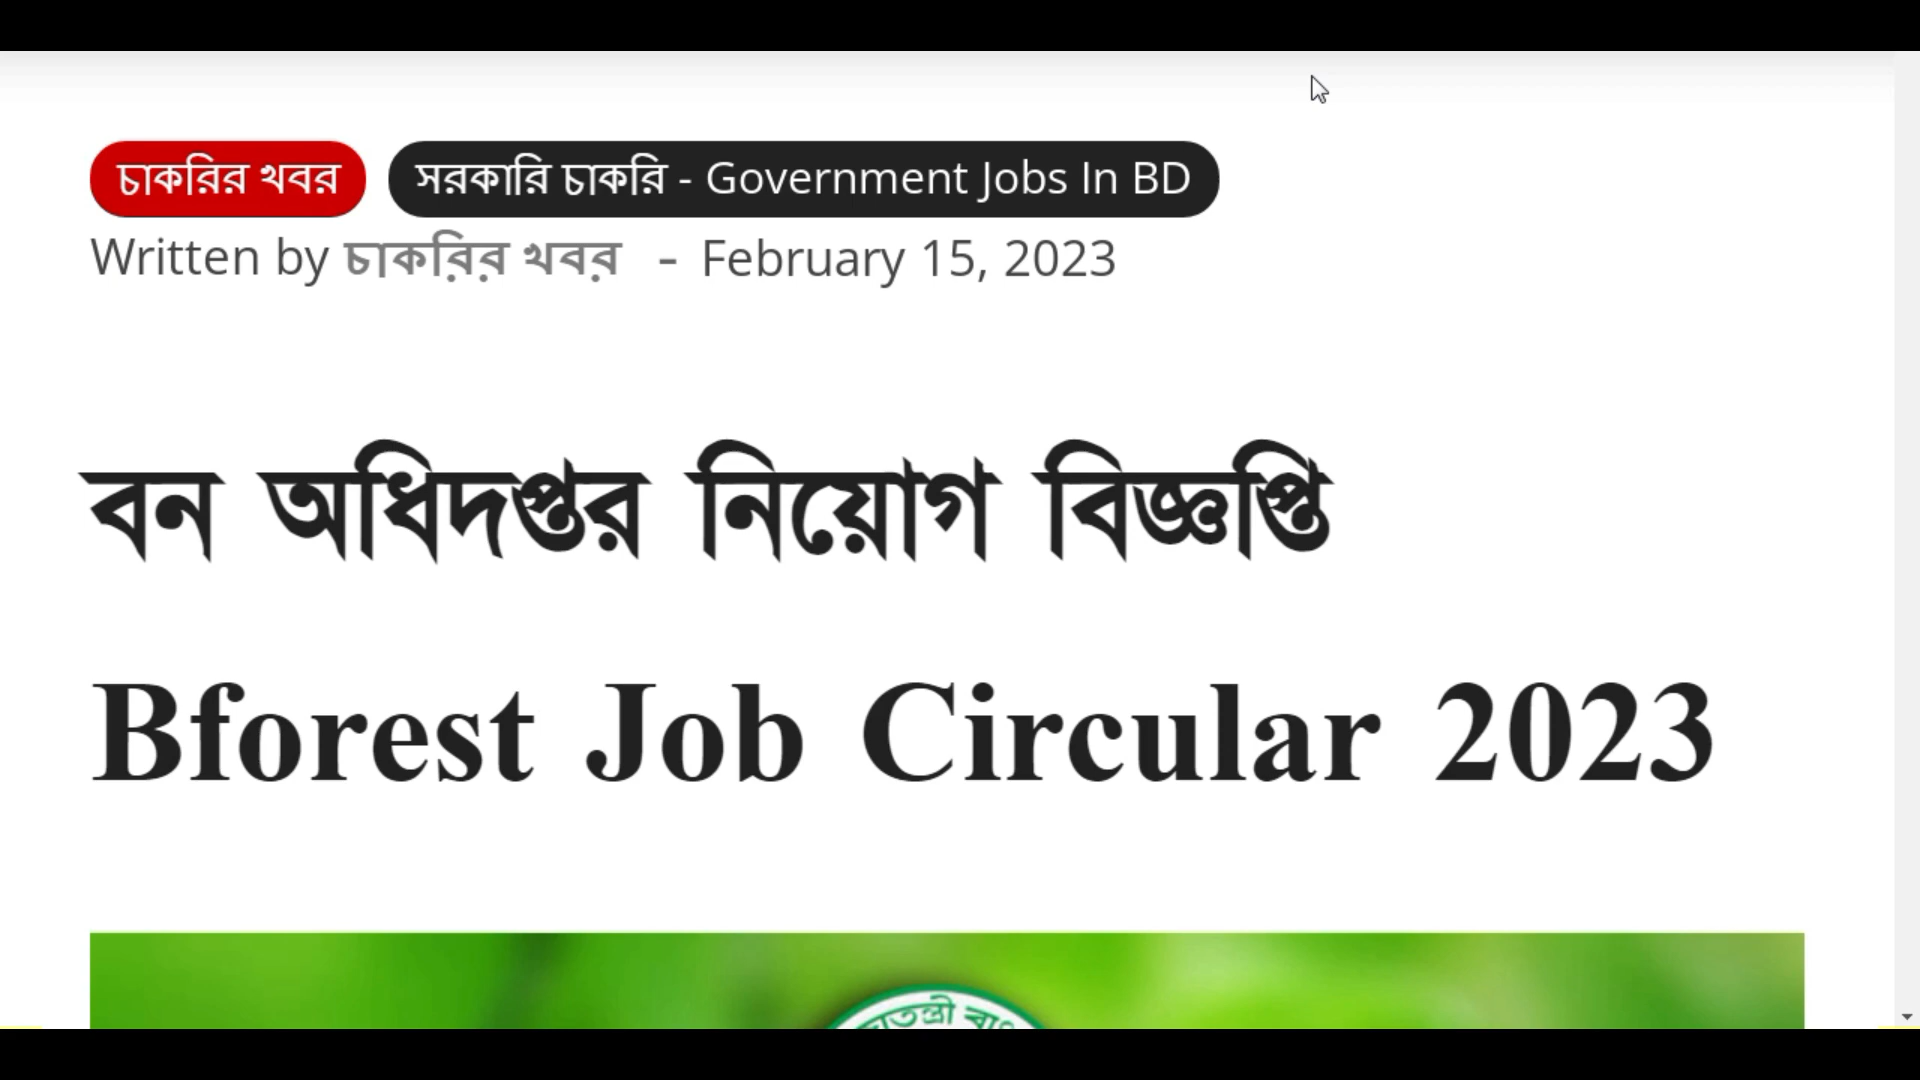 চাকরির খবর সরকারি চাকরি - Government Jobs In BD
Written by চাকরির খবর - February 15, 2023
বন অধিদপ্তর নিয়োগ বিজ্ঞপ্তি
Bforest Job Circular 2023